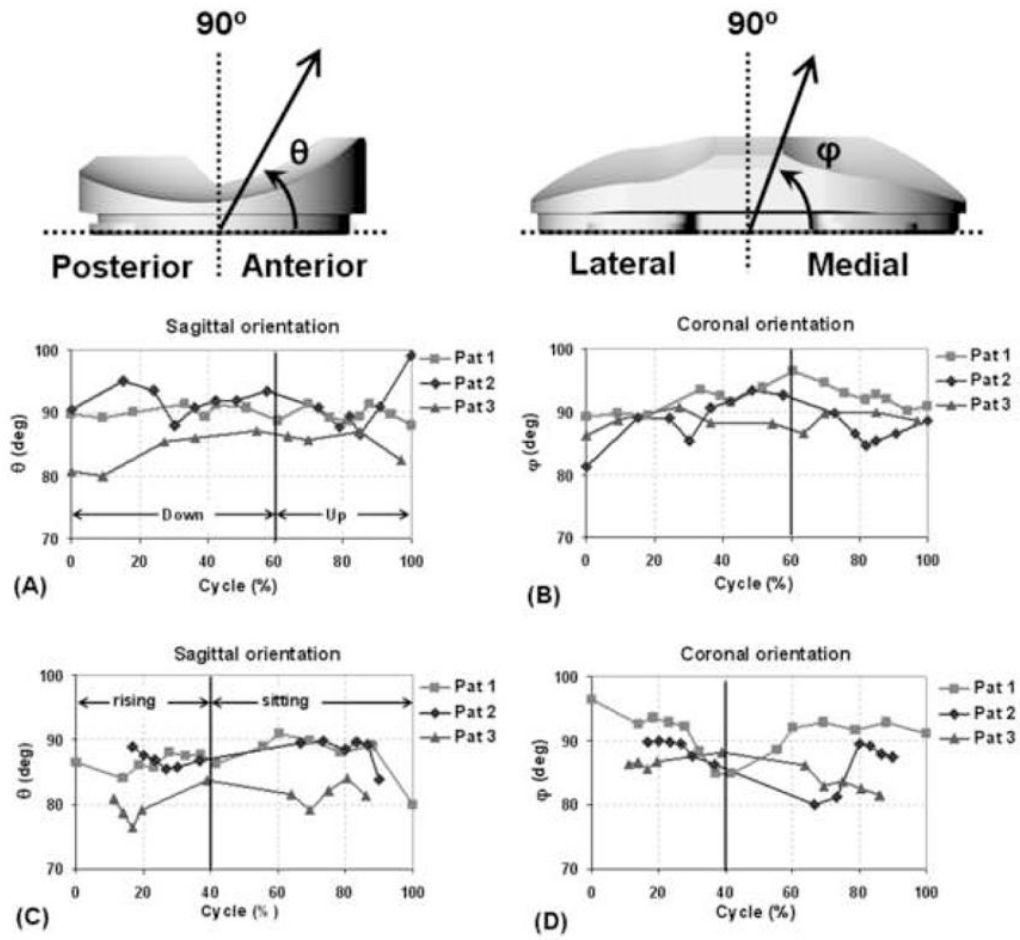 90º
90º
θ
φ
Posterior
Anterior
Lateral
Medial
Sagittal orientation
100
90
80
70
θ (deg)
Pat 1
Pat 2
Pat 3
Down
Up
0
20
40
60
80
100
Cycle (%)
(A)
Coronal orientation
100
90
80
70
φ (deg)
Pat 1
Pat 2
Pat 3
0
20
40
60
80
100
Cycle (%)
(B)
Sagittal orientation
100
90
80
70
θ (deg)
rising
sitting
Pat 1
Pat 2
Pat 3
0
20
40
60
80
100
Cycle (%)
(C)
Coronal orientation
100
90
80
70
φ (deg)
Pat 1
Pat 2
Pat 3
0
20
40
60
80
100
Cycle (%)
(D)